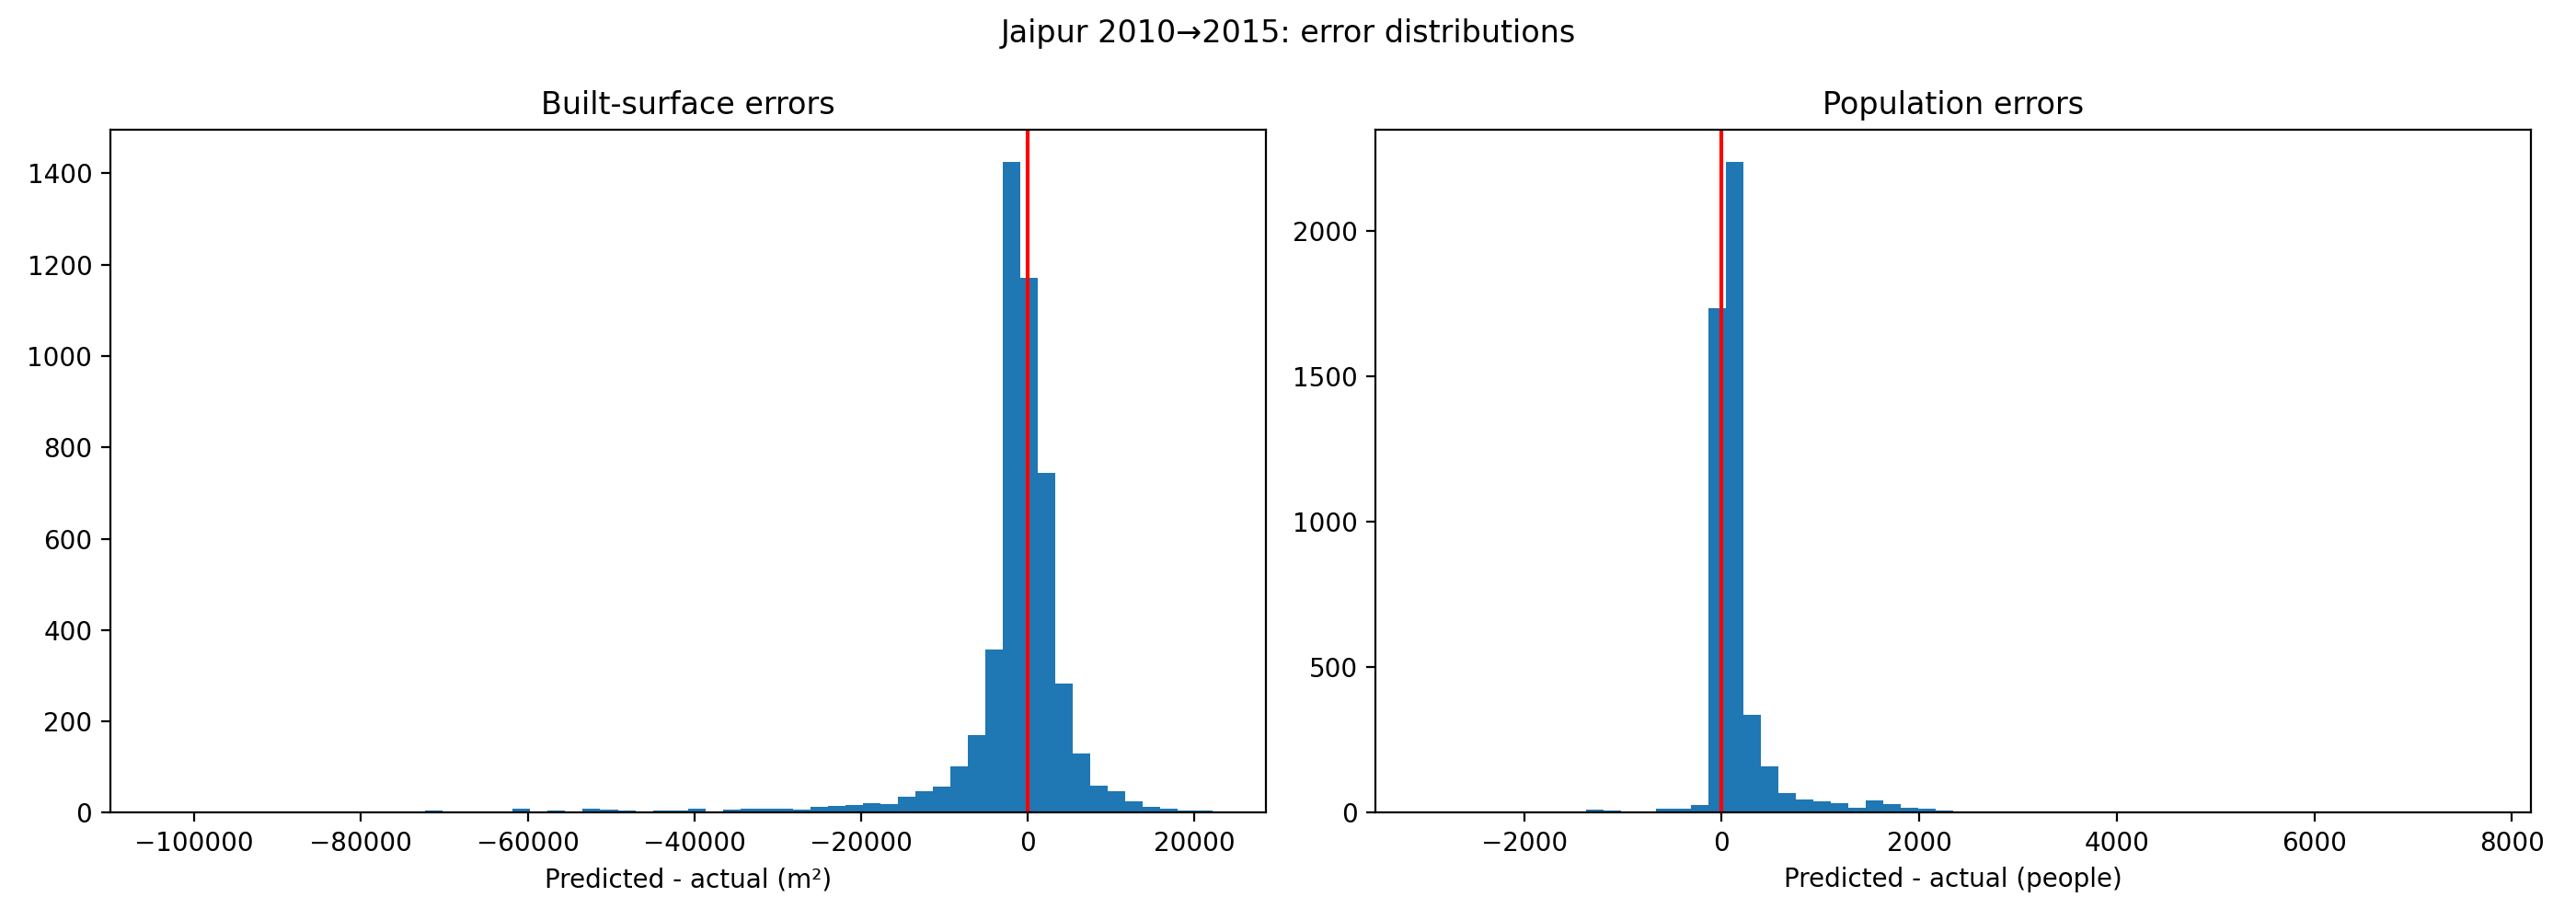 Jaipur 2010→2015: error distributions
Built-surface errors
1400
1200
1000
800
600
400
200
0
−100000 −80000 −60000 −40000 −20000 0 20000
Predicted - actual (m²)
Population errors
2000
1500
1000
500
0
−2000 0 2000 4000 6000 8000
Predicted - actual (people)